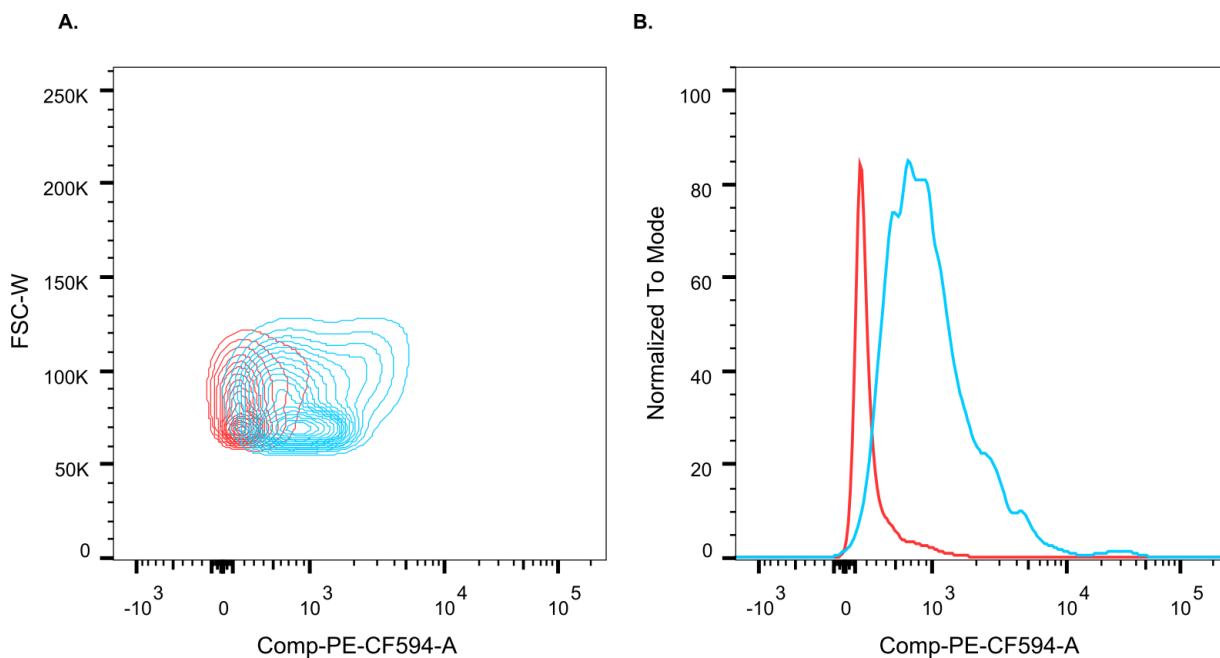 A.
B.
250K
200K
150K
100K
50K
0
FSC-W
-10³
0
10³
10⁴
10⁵
Comp-PE-CF594-A
100
80
60
40
20
0
Normalized To Mode
-10³
0
10³
10⁴
10⁵
Comp-PE-CF594-A